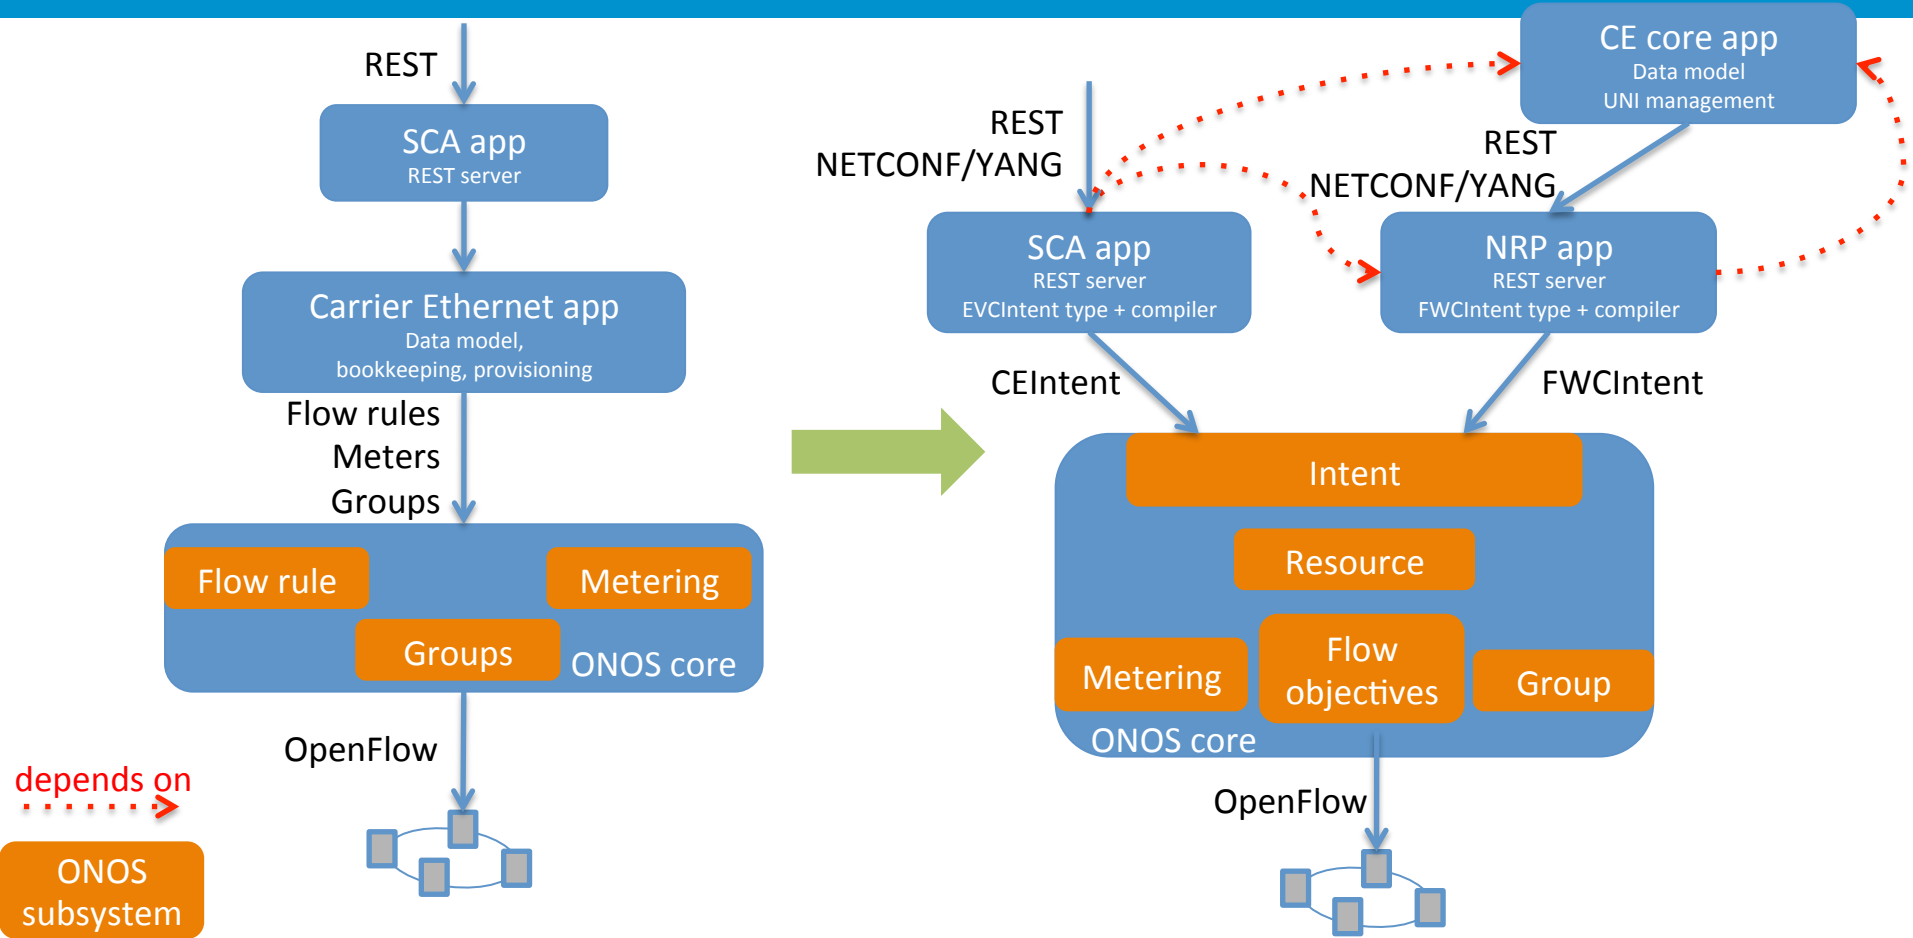 REST
SCA app
REST server
Carrier Ethernet app
Data model,
bookkeeping, provisioning
Flow rules
Meters
Groups
Flow rule
Metering
Groups
ONOS core
OpenFlow
depends on
ONOS
subsystem
CE core app
Data model
UNI management
REST
NETCONF/YANG
REST
NETCONF/YANG
SCA app
REST server
EVCIntent type + compiler
NRP app
REST server
FWCIntent type + compiler
CEIntent
FWCIntent
Intent
Resource
Metering
Flow
objectives
Group
ONOS core
OpenFlow